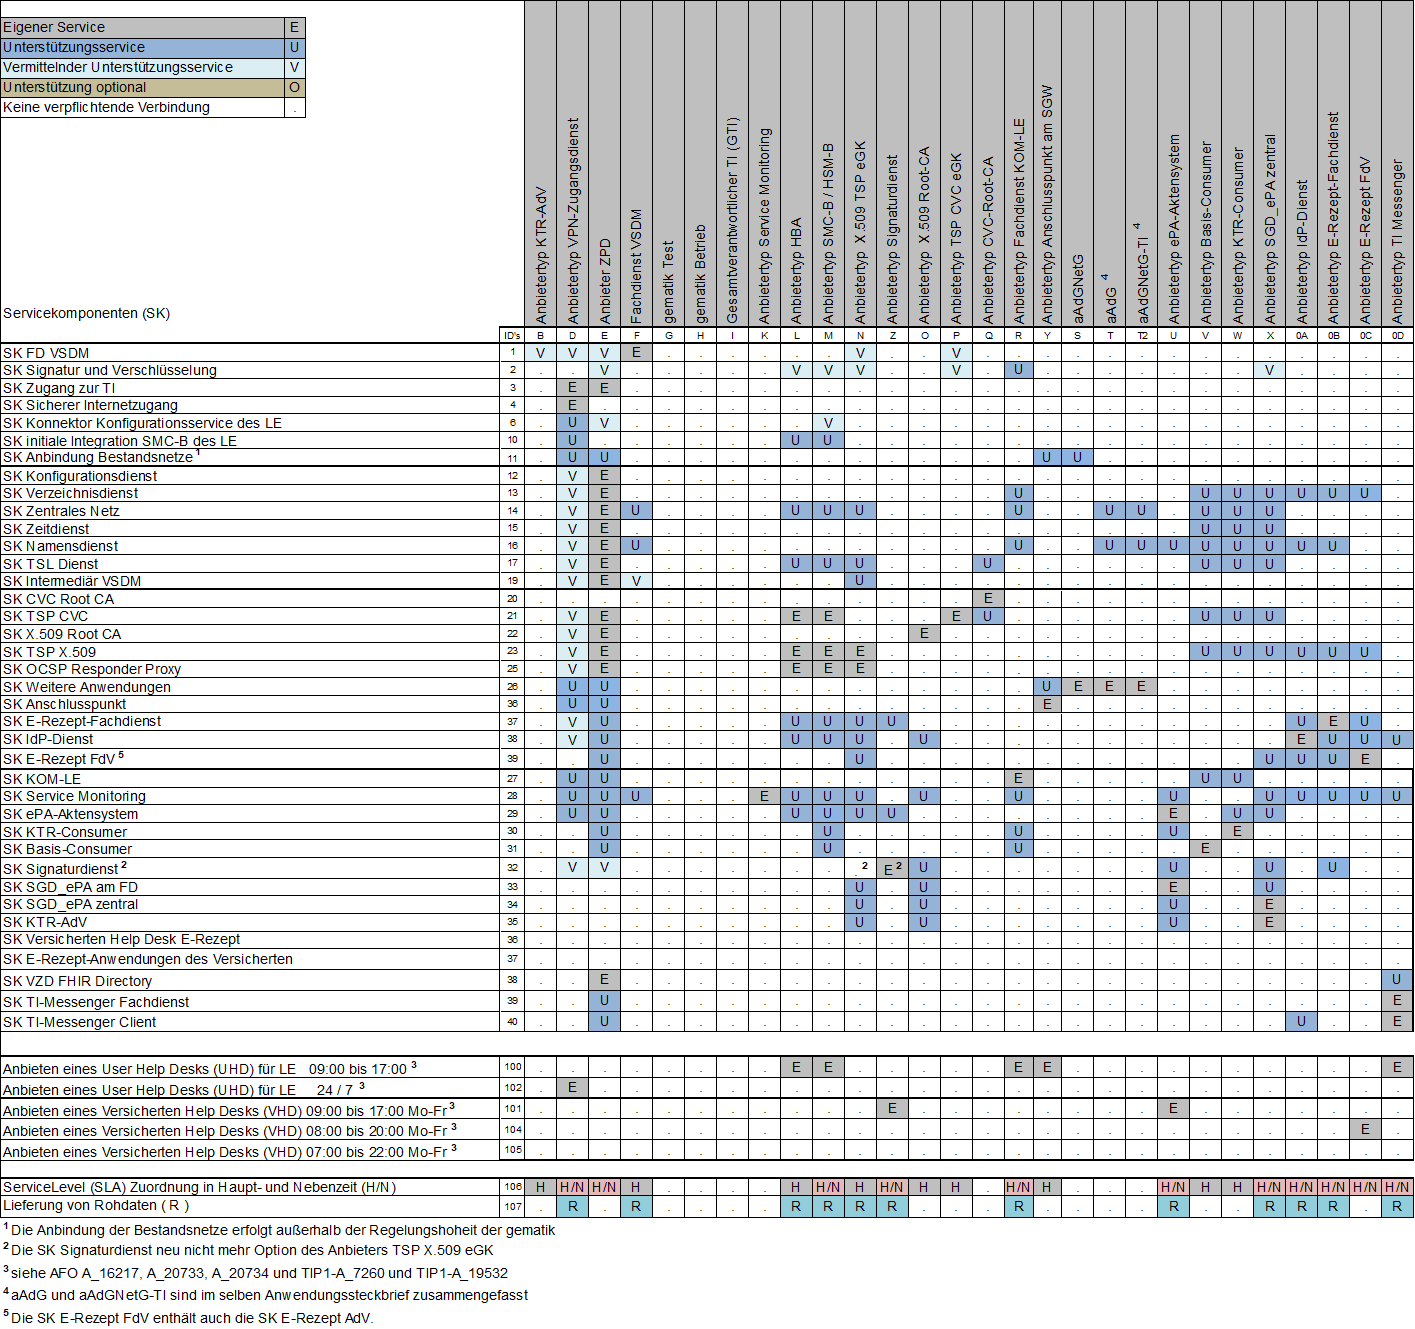 Eigener Service E
Unterstützungsservice U
Vermittelnder Unterstützungsservice V
Unterstützung optional O
Keine verpflichtende Verbindung .
Servicekomponenten (SK)
Anbietertyp KTR-AdV
Anbietertyp VPN-Zugangsdienst
Anbieter ZPD
Fachdienst VSDM
gematik Test
gematik Betrieb
Gesamtverantwortlicher TI (GTI)
Anbietertyp Service Monitoring
Anbietertyp HBA
Anbietertyp SMC-B / HSM-B
Anbietertyp X.509 TSP eGK
Anbietertyp Signaturdienst
Anbietertyp X.509 Root-CA
Anbietertyp TSP CVC eGK
Anbietertyp CVC-Root-CA
Anbietertyp Fachdienst KOM-LE
Anbietertyp Anschlusspunkt am SGW
aAdGNetG
aAdG 4
aAdGNetG-TI 4
Anbietertyp ePA-Aktensystem
Anbietertyp Basis-Consumer
Anbietertyp KTR-Consumer
Anbietertyp SGD_ePA zentral
Anbietertyp IdP-Dienst
Anbietertyp E-Rezept-Fachdienst
Anbietertyp E-Rezept FdV
Anbietertyp TI Messenger
ID's B D E F G H I K L M N Z O P Q R Y S T T2 U V W X 0A 0B 0C 0D
SK FD VSDM 1 V V V E . . . . . . V . . V . . . . . . . . . . . . . .
SK Signatur und Verschlüsselung 2 . . V . . . . . V V V . . V . U . . . . . . . V . . . .
SK Zugang zur TI 3 . E E . . . . . . . . . . . . . . . . . . . . . . . . .
SK Sicherer Internetzugang 4 . E . . . . . . . . . . . . . . . . . . . . . . . . . .
SK Konnektor Konfigurationsservice des LE 6 . U V . . . . . . V . . . . . . . . . . . . . . . . . .
SK initiale Integration SMC-B des LE 10 . U . . . . . . U U . . . . . . . . . . . . . . . . . .
SK Anbindung Bestandsnetze 1 11 . U U . . . . . . . . . . . . . U U . . . . . . . . . .
SK Konfigurationsdienst 12 . V E . . . . . . . . . . . . . . . . . . . . . . . . .
SK Verzeichnisdienst 13 . V E . . . . . . . . . . . . U . . . . . U U U U U U .
SK Zentrales Netz 14 . V E U . . . . U U U . . . . U . . U U . U U U . . . .
SK Zeitdienst 15 . V E . . . . . . . . . . . . . . . . . . U U U . . . .
SK Namensdienst 16 . V E U . . . . . . . . . . . U . . U U U U U U U U . .
SK TSL Dienst 17 . V E . . . . . U U U . . . U . . . . . . U U U . . . .
SK Intermediär VSDM 19 . V E V . . . . . . U . . . . . . . . . . . . . . . . .
SK CVC Root CA 20 . . . . . . . . . . . . . . E . . . . . . . . . . . . .
SK TSP CVC 21 . V E . . . . . E E . . . E U . . . . . . U U U . . . .
SK X.509 Root CA 22 . V E . . . . . . . . . E . . . . . . . . . . . . . . .
SK TSP X.509 23 . V E . . . . . E E E . . . . . . . . . . U U U U U U .
SK OCSP Responder Proxy 25 . V E . . . . . E E E . . . . . . . . . . . . . . . . .
SK Weitere Anwendungen 26 . U U . . . . . . . . . . . . . U E E E . . . . . . . .
SK Anschlusspunkt 36 . U U . . . . . . . . . . . . . E . . . . . . . . . . .
SK E-Rezept-Fachdienst 37 . V U . . . . . U U U U . . . . . . . . . . . . U E U .
SK IdP-Dienst 38 . V U . . . . . U U U . U . . . . . . . . . . . E U U U
SK E-Rezept FdV 5 39 . . U . . . . . . . U . . . . . . . . . . . . U U U E .
SK KOM-LE 27 . U U . . . . . . . . . . . . E . . . . . U U . . . . .
SK Service Monitoring 28 . U U U . . . E U U U . U . . U . . . . U . . U U U U U
SK ePA-Aktensystem 29 . U U . . . . . U U U U . . . . . . . . E . U U . . . .
SK KTR-Consumer 30 . . U . . . . . . U . . . . . U . . . . U . E . . . . .
SK Basis-Consumer 31 . . U . . . . . . U . . . . . U . . . . . E . . . . . .
SK Signaturdienst 2 32 . V V . . . . . . . . 2 E 2 U . . . . . . . U . . U . U . .
SK SGD_ePA am FD 33 . . . . . . . . . . U . U . . . . . . . E . . U . . . .
SK SGD_ePA zentral 34 . . . . . . . . . . U . U . . . . . . . U . . E . . . .
SK KTR-AdV 35 . . . . . . . . . . U . U . . . . . . . U . . E . . . .
SK Versicherten Help Desk E-Rezept 36 . . . . . . . . . . . . . . . . . . . . . . . . . . . .
SK E-Rezept-Anwendungen des Versicherten 37 . . . . . . . . . . . . . . . . . . . . . . . . . . . .
SK VZD FHIR Directory 38 . . E . . . . . . . . . . . . . . . . . . . . . . . . U
SK TI-Messenger Fachdienst 39 . . U . . . . . . . . . . . . . . . . . . . . . . . . E
SK TI-Messenger Client 40 . . U . . . . . . . . . . . . . . . . . . . . . U . . E
Anbieten eines User Help Desks (UHD) für LE 09:00 bis 17:00 3 100 . . . . . . . . E E . . . . . E E . . . . . . . . . . E
Anbieten eines User Help Desks (UHD) für LE 24 / 7 3 102 . E . . . . . . . . . . . . . . . . . . . . . . . . . .
Anbieten eines Versicherten Help Desks (VHD) 09:00 bis 17:00 Mo-Fr 3 101 . . . . . . . . . . . E . . . . . . . . E . . . . . . .
Anbieten eines Versicherten Help Desks (VHD) 08:00 bis 20:00 Mo-Fr 3 104 . . . . . . . . . . . . . . . . . . . . . . . . . . E .
Anbieten eines Versicherten Help Desks (VHD) 07:00 bis 22:00 Mo-Fr 3 105 . . . . . . . . . . . . . . . . . . . . . . . . . . . .
ServiceLevel (SLA) Zuordnung in Haupt- und Nebenzeit (H/N) 106 H H/N H/N H . . . . H H/N H H/N H H . H/N H . . . H/N H H H/N H/N H/N H/N H/N
Lieferung von Rohdaten ( R ) 107 . R . R . . . . R R R R . . . R . . . . R . . R R R . R
1 Die Anbindung der Bestandsnetze erfolgt außerhalb der Regelungshoheit der gematik
2 Die SK Signaturdienst neu nicht mehr Option des Anbieters TSP X.509 eGK
3 siehe AFO A_16217, A_20733, A_20734 und TIP1-A_7260 und TIP1-A_19532
4 aAdG und aAdGNetG-TI sind im selben Anwendungssteckbrief zusammengefasst
5 Die SK E-Rezept FdV enthält auch die SK E-Rezept AdV.